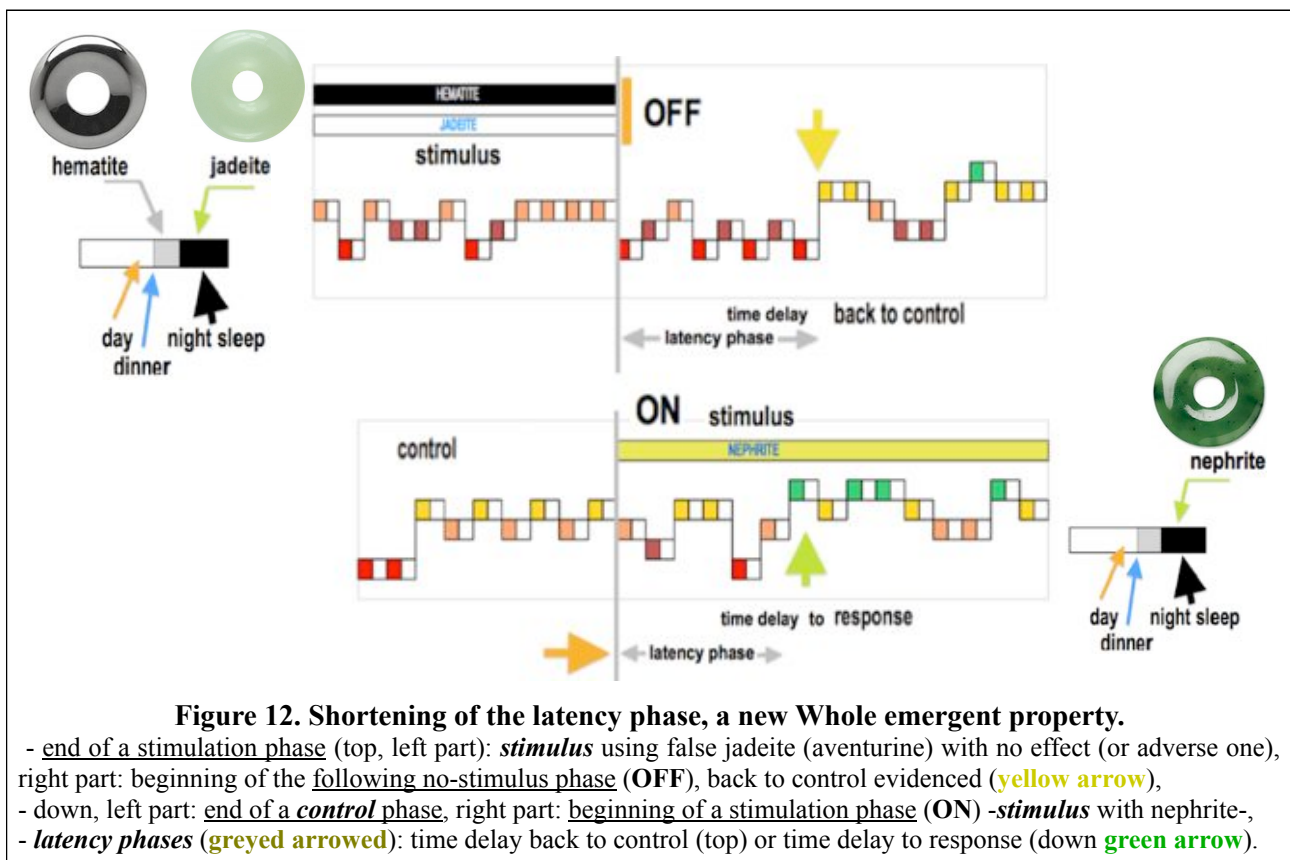 HEMATITE
JADEITE
OFF
hematite
jadeite
stimulus
day
dinner
night sleep
time delay
back to control
latency phase
ON
stimulus
control
NEPHRITE
nephrite
time delay to response
latency phase
day
dinner
night sleep
Figure 12. Shortening of the latency phase, a new Whole emergent property.
- end of a stimulation phase (top, left part): stimulus using false jadeite (aventurine) with no effect (or adverse one),
right part: beginning of the following no-stimulus phase (OFF), back to control evidenced (yellow arrow),
- down, left part: end of a control phase, right part: beginning of a stimulation phase (ON) -stimulus with nephrite-,
- latency phases (greyed arrowed): time delay back to control (top) or time delay to response (down green arrow).